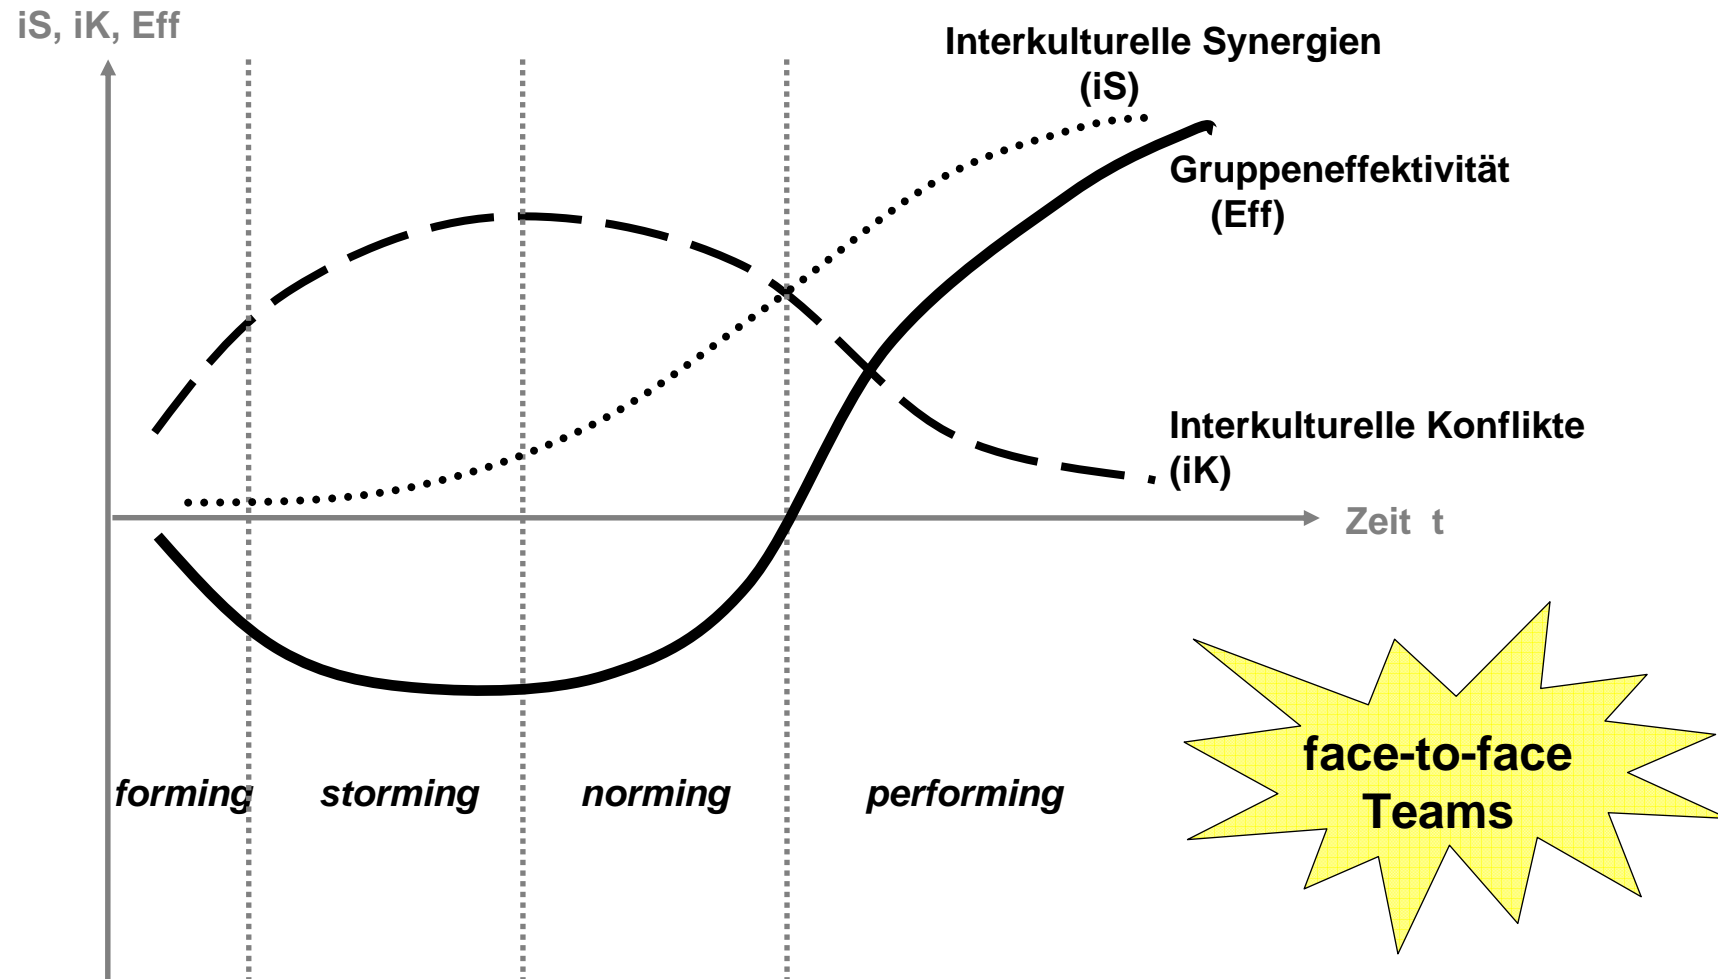 iS, iK, Eff
Interkulturelle Synergien
(iS)
Gruppeneffektivität
(Eff)
Interkulturelle Konflikte
(iK)
Zeit t
forming storming norming performing
face-to-face
Teams